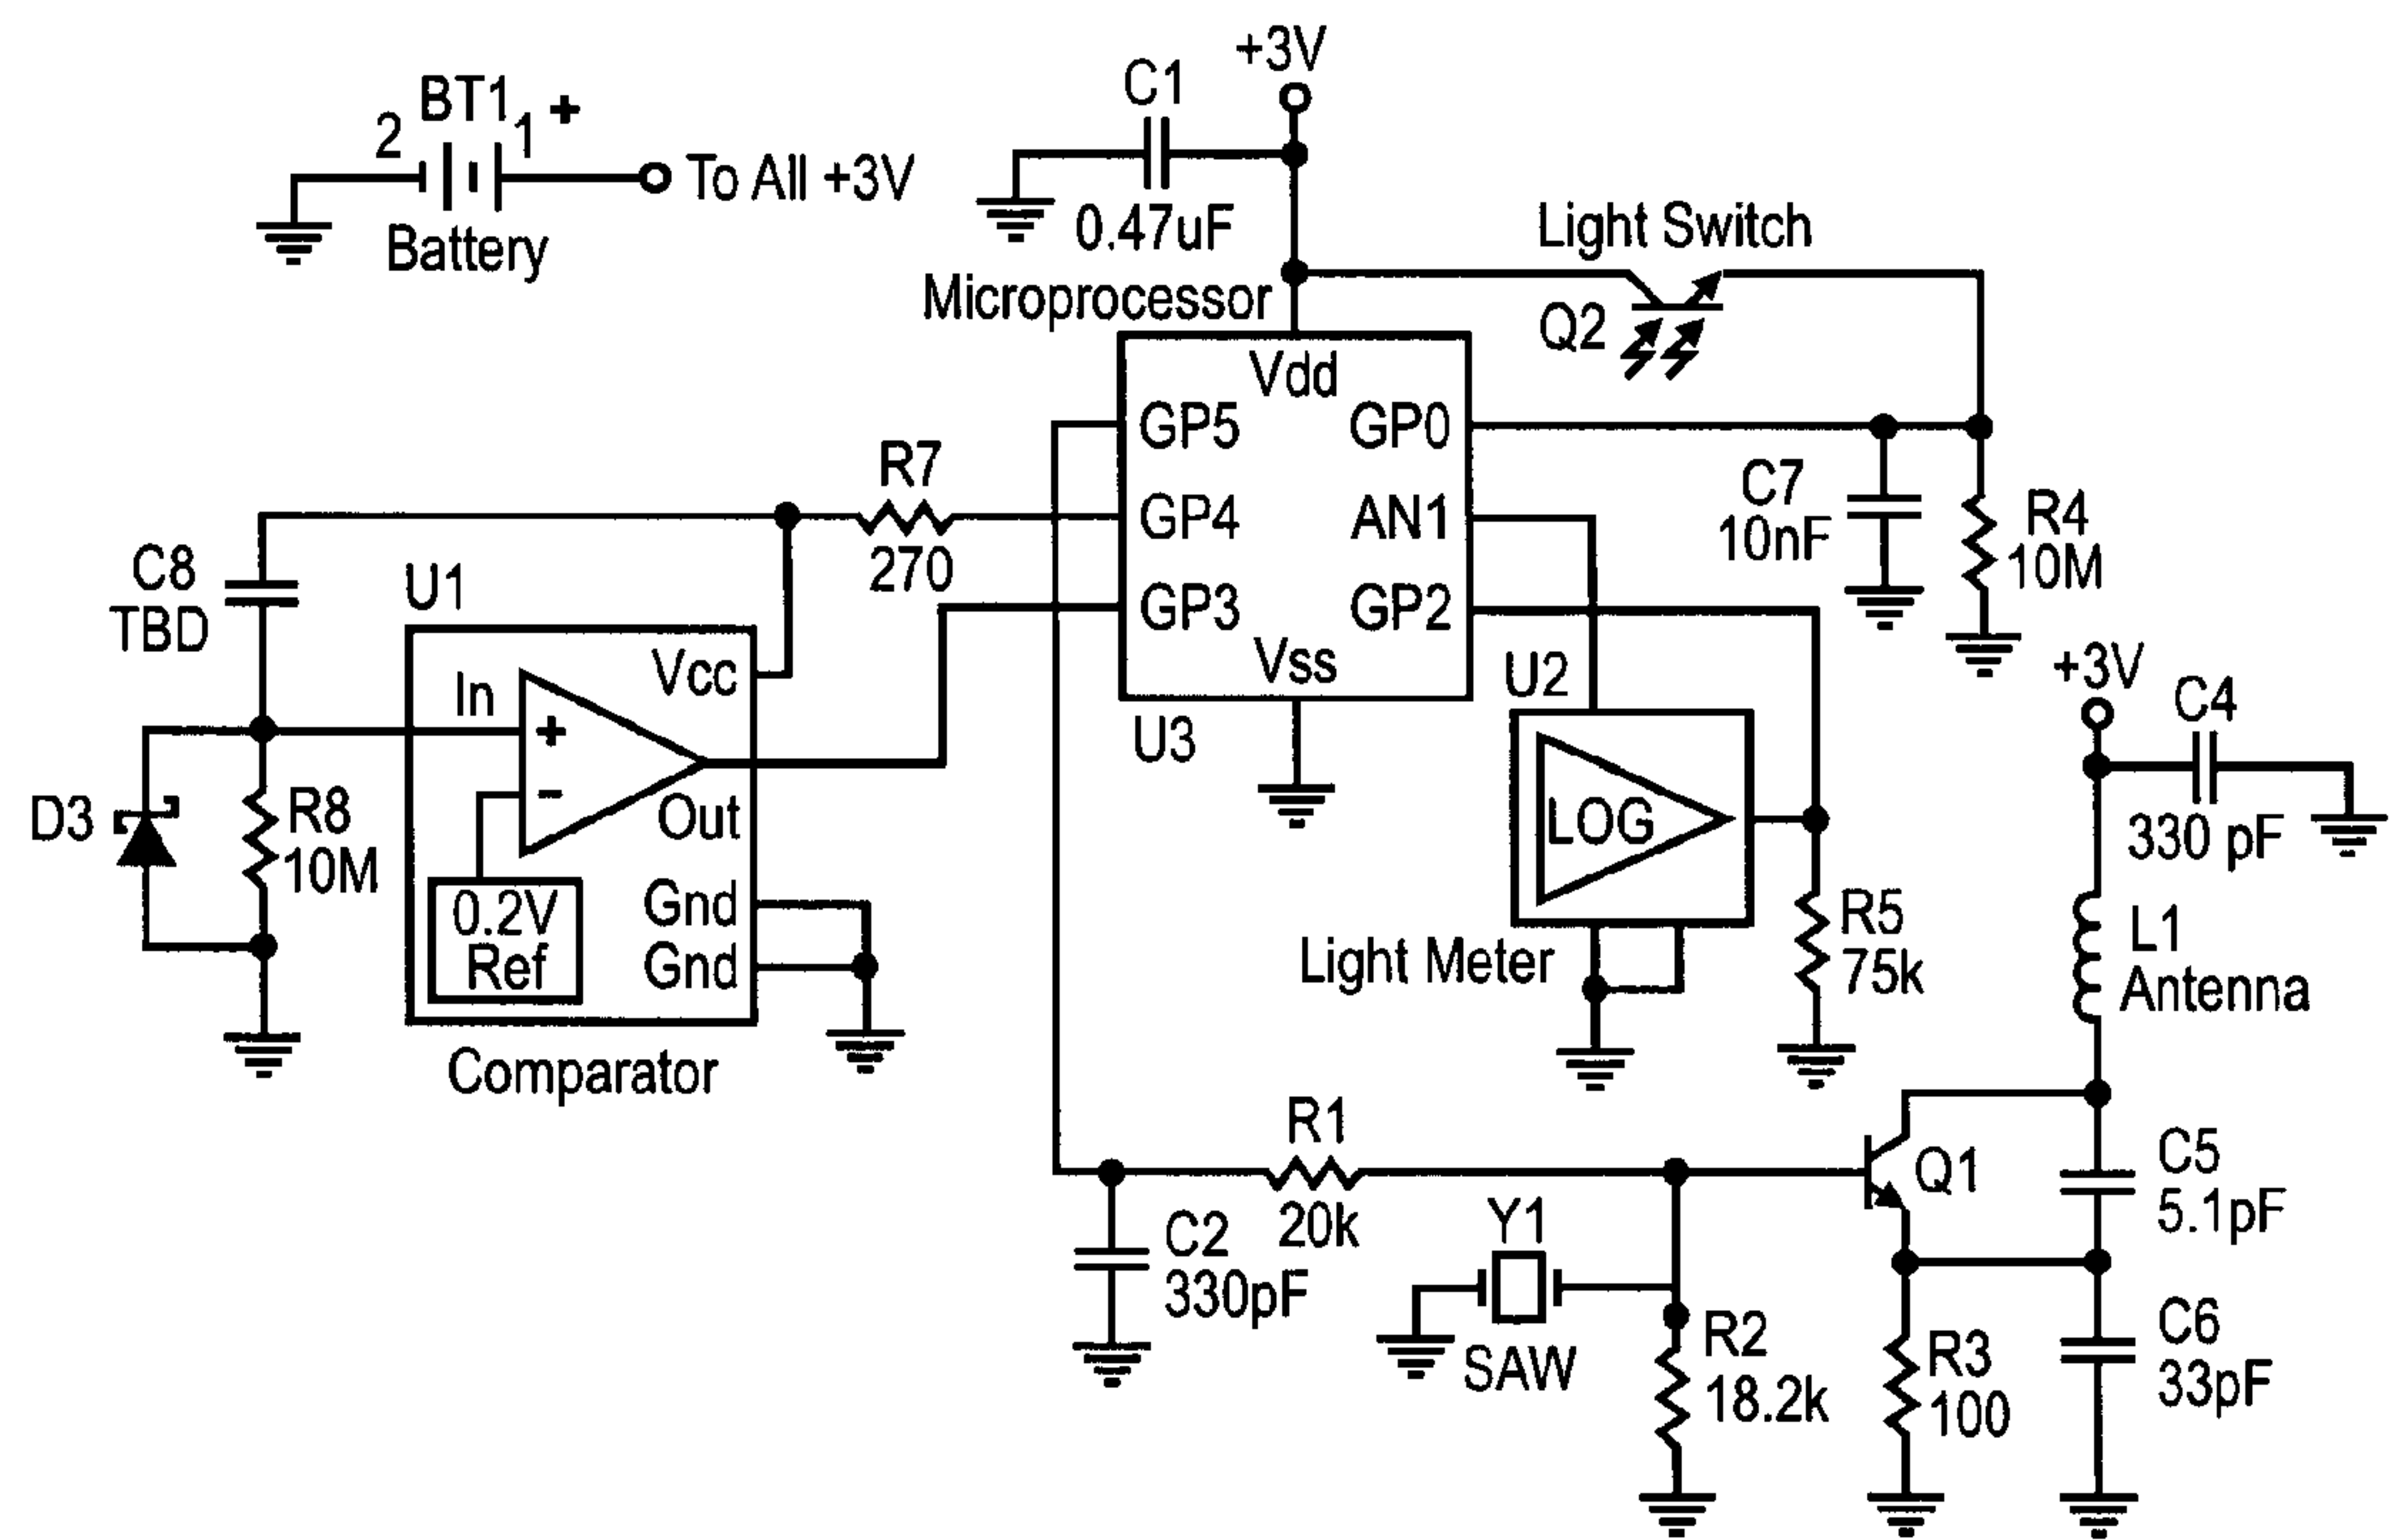 BT1
2
1
+
Battery
To All +3V
+3V
C1
0.47uF
Microprocessor
Light Switch
Q2
Vdd
GP5
GP0
GP4
AN1
GP3
GP2
Vss
U3
R7
270
C7
10nF
R4
10M
C8
TBD
U1
Vcc
In
+
-
Out
0.2V
Ref
Gnd
Gnd
Comparator
D3
R8
10M
U2
LOG
Light Meter
R5
75k
+3V
C4
330 pF
L1
Antenna
R1
20k
C2
330pF
Y1
SAW
R2
18.2k
Q1
R3
100
C5
5.1pF
C6
33pF